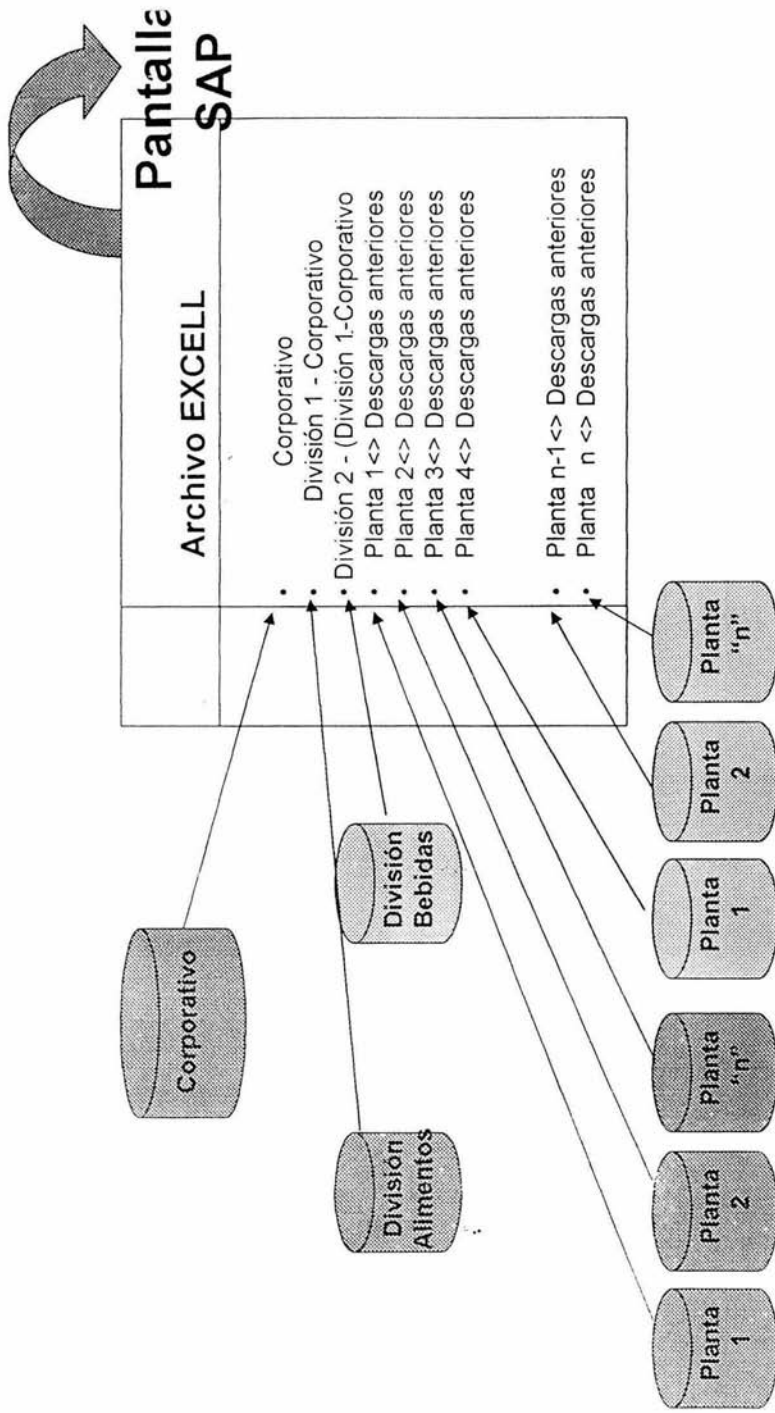 Pantalla
SAP
Archivo EXCELL
Corporativo
División 1 - Corporativo
División 2 - (División 1.-Corporativo
Planta 1<> Descargas anteriores
Planta 2<> Descargas anteriores
Planta 3<> Descargas anteriores
Planta 4<> Descargas anteriores
Planta n-1<> Descargas anteriores
Planta n <> Descargas anteriores
Corporativo
División
Alimentos
División
Bebidas
Planta
1
Planta
2
Planta
“n”
Planta
1
Planta
2
Planta
“n”